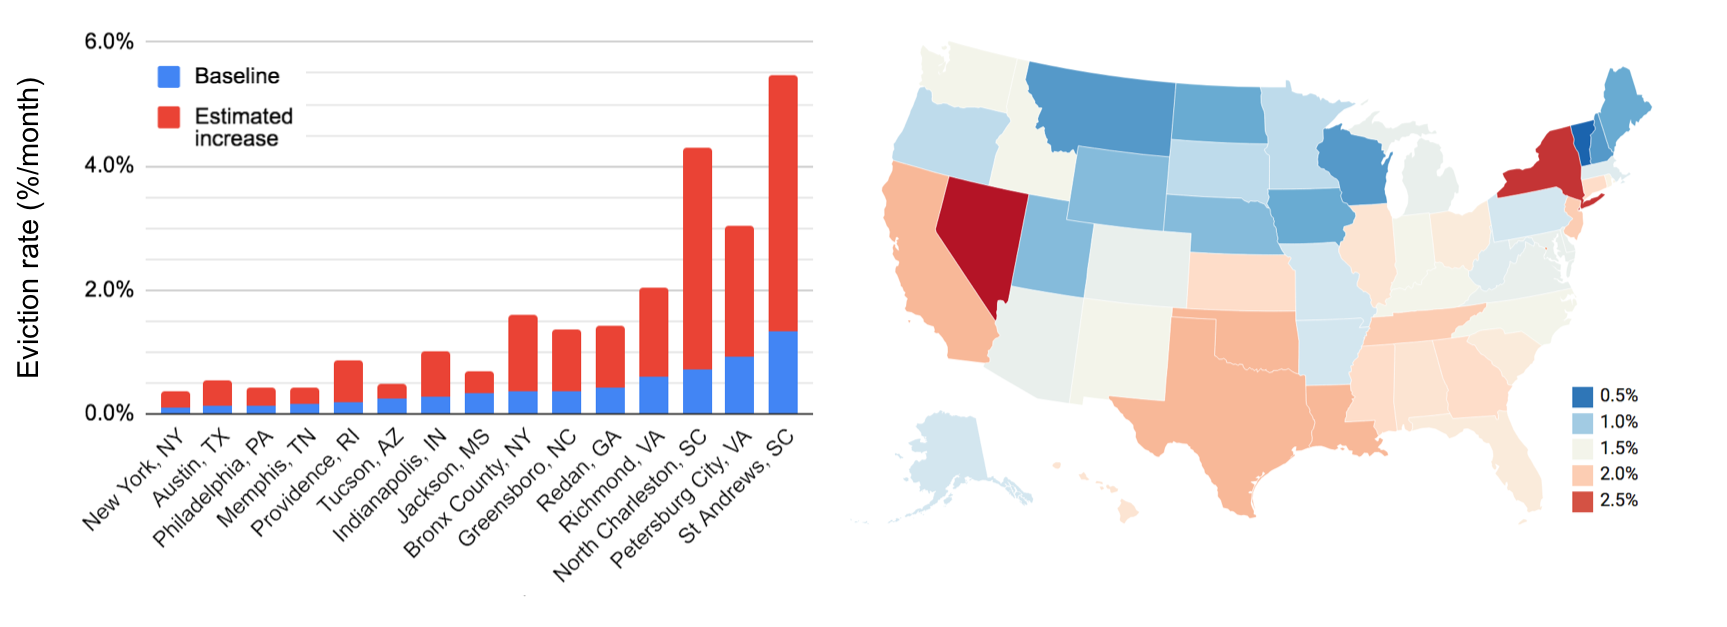 Eviction rate (%/month)
6.0%
4.0%
2.0%
0.0%
Baseline
Estimated
increase
New York, NY
Austin, TX
Philadelphia, PA
Memphis, TN
Providence, RI
Tucson, AZ
Indianapolis, IN
Jackson, MS
Bronx County, NY
Greensboro, NC
Redan, GA
Richmond, VA
North Charleston, SC
Petersburg City, VA
St Andrews, SC
0.5%
1.0%
1.5%
2.0%
2.5%